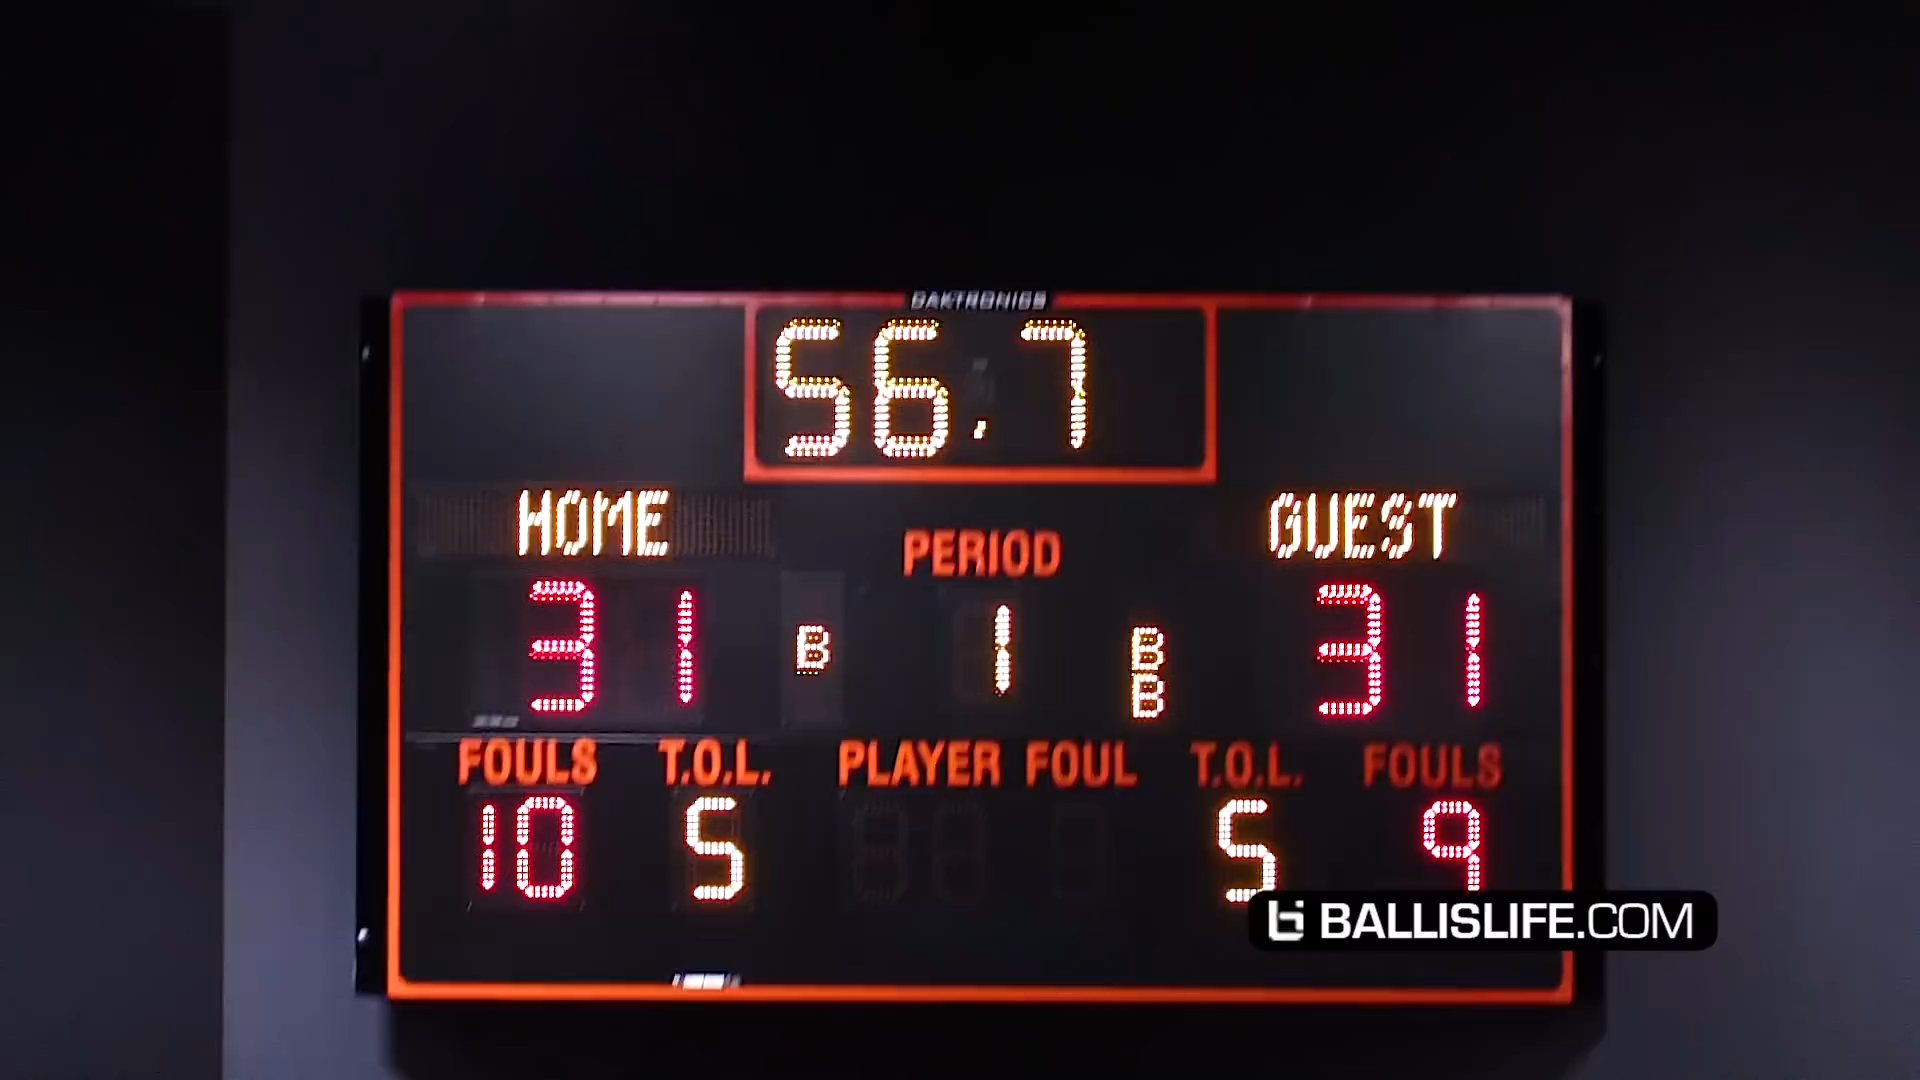 DAKTRONICS
56.7
HOME
GUEST
PERIOD
31
B
1
B
B
31
FOULS T.O.L. PLAYER FOUL T.O.L. FOULS
10 5 5 9
BALLISLIFE.COM